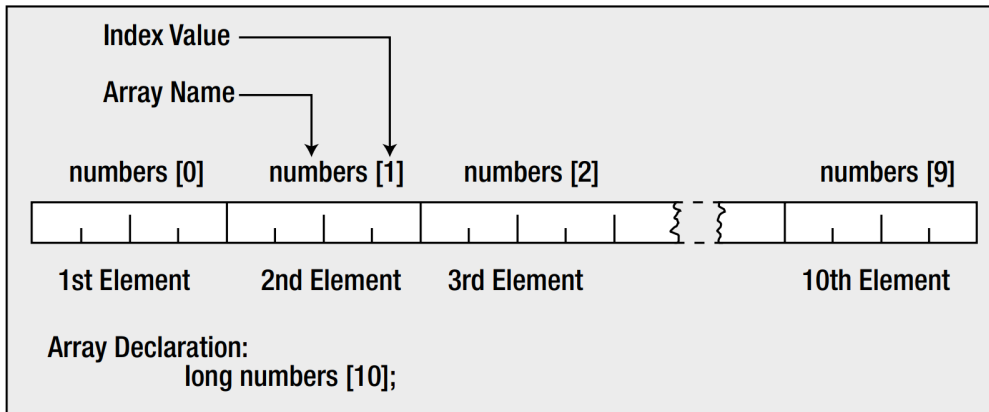 Index Value
Array Name
numbers [0] numbers [1] numbers [2] numbers [9]
1st Element 2nd Element 3rd Element 10th Element
Array Declaration:
long numbers [10];